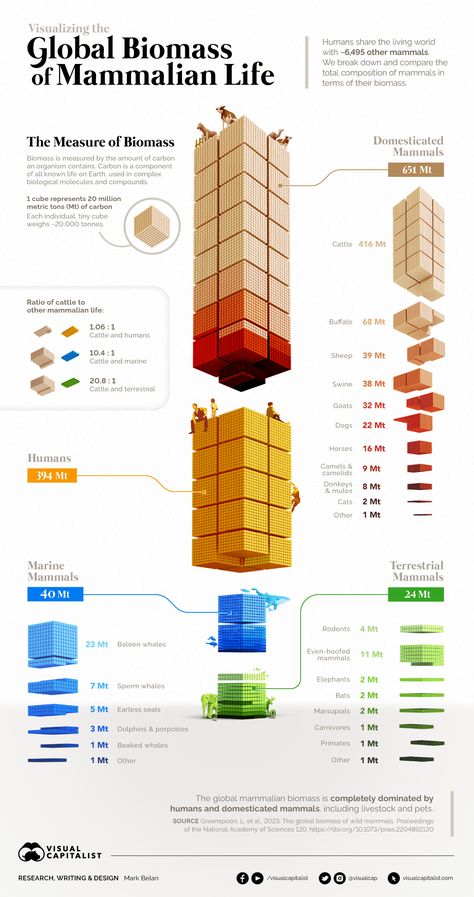 Visualizing the
Global Biomass
of Mammalian Life
Humans share the living world
with ~6,495 other mammals.
We break down and compare the
total composition of mammals in
terms of their biomass.
The Measure of Biomass
Biomass is measured by the amount of carbon
an organism contains. Carbon is a component
of all known life on Earth, used in complex
biological molecules and compounds.
1 cube represents 20 million
metric tons (Mt) of carbon
Each individual, tiny cube
weighs ~20,000 tonnes.
Ratio of cattle to
other mammalian life:
1.06 : 1
Cattle and humans
10.4 : 1
Cattle and marine
20.8 : 1
Cattle and terrestrial
Domesticated
Mammals
651 Mt
Cattle 416 Mt
Buffalo 68 Mt
Sheep 39 Mt
Swine 38 Mt
Goats 32 Mt
Dogs 22 Mt
Horses 16 Mt
Camels &
camelids 9 Mt
Donkeys
& mules 8 Mt
Cats 2 Mt
Other 1 Mt
Humans
394 Mt
Marine
Mammals
40 Mt
23 Mt Baleen whales
7 Mt Sperm whales
5 Mt Earless seals
3 Mt Dolphins & porpoises
1 Mt Beaked whales
1 Mt Other
Terrestrial
Mammals
24 Mt
Rodents 4 Mt
Even-hoofed
mammals 11 Mt
Elephants 2 Mt
Bats 2 Mt
Marsupials 2 Mt
Carnivores 1 Mt
Primates 1 Mt
Other 1 Mt
The global mammalian biomass is completely dominated by
humans and domesticated mammals, including livestock and pets.
SOURCE Greenspoon, L, et al., 2023. The global biomass of wild mammals. Proceedings
of the National Academy of Sciences 120. https://doi.org/10.1073/pnas.2204892120
VISUAL
CAPITALIST
RESEARCH, WRITING & DESIGN Mark Belan
/visualcapitalist
@visualcap
visualcapitalist.com